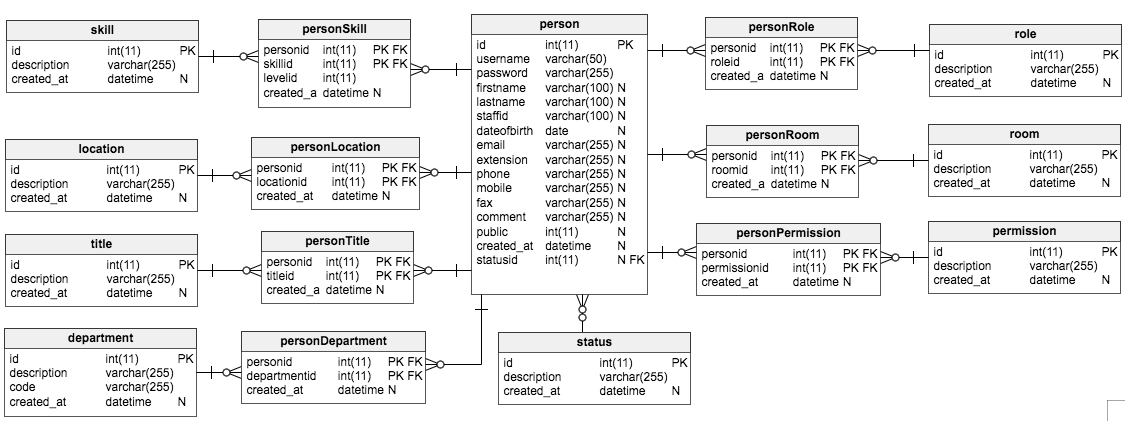 skill
id int(11) PK
description varchar(255)
created_at datetime N
personSkill
personid int(11) PK FK
skillid int(11) PK FK
levelid int(11)
created_a datetime N
person
id int(11) PK
username varchar(50)
password varchar(255)
firstname varchar(100) N
lastname varchar(100) N
staffid varchar(100) N
dateofbirth date N
email varchar(255) N
extension varchar(255) N
phone varchar(255) N
mobile varchar(255) N
fax varchar(255) N
comment varchar(255) N
public int(11) N
created_at datetime N
statusid int(11) N FK
personRole
personid int(11) PK FK
roleid int(11) PK FK
created_a datetime N
role
id int(11) PK
description varchar(255)
created_at datetime N
location
id int(11) PK
description varchar(255)
created_at datetime N
personLocation
personid int(11) PK FK
locationid int(11) PK FK
created_at datetime N
personRoom
personid int(11) PK FK
roomid int(11) PK FK
created_a datetime N
room
id int(11) PK
description varchar(255)
created_at datetime N
title
id int(11) PK
description varchar(255)
created_at datetime N
personTitle
personid int(11) PK FK
titleid int(11) PK FK
created_a datetime N
personPermission
personid int(11) PK FK
permissionid int(11) PK FK
created_at datetime N
permission
id int(11) PK
description varchar(255)
created_at datetime N
department
id int(11) PK
description varchar(255)
code varchar(255)
created_at datetime N
personDepartment
personid int(11) PK FK
departmentid int(11) PK FK
created_at datetime N
status
id int(11) PK
description varchar(255)
created_at datetime N